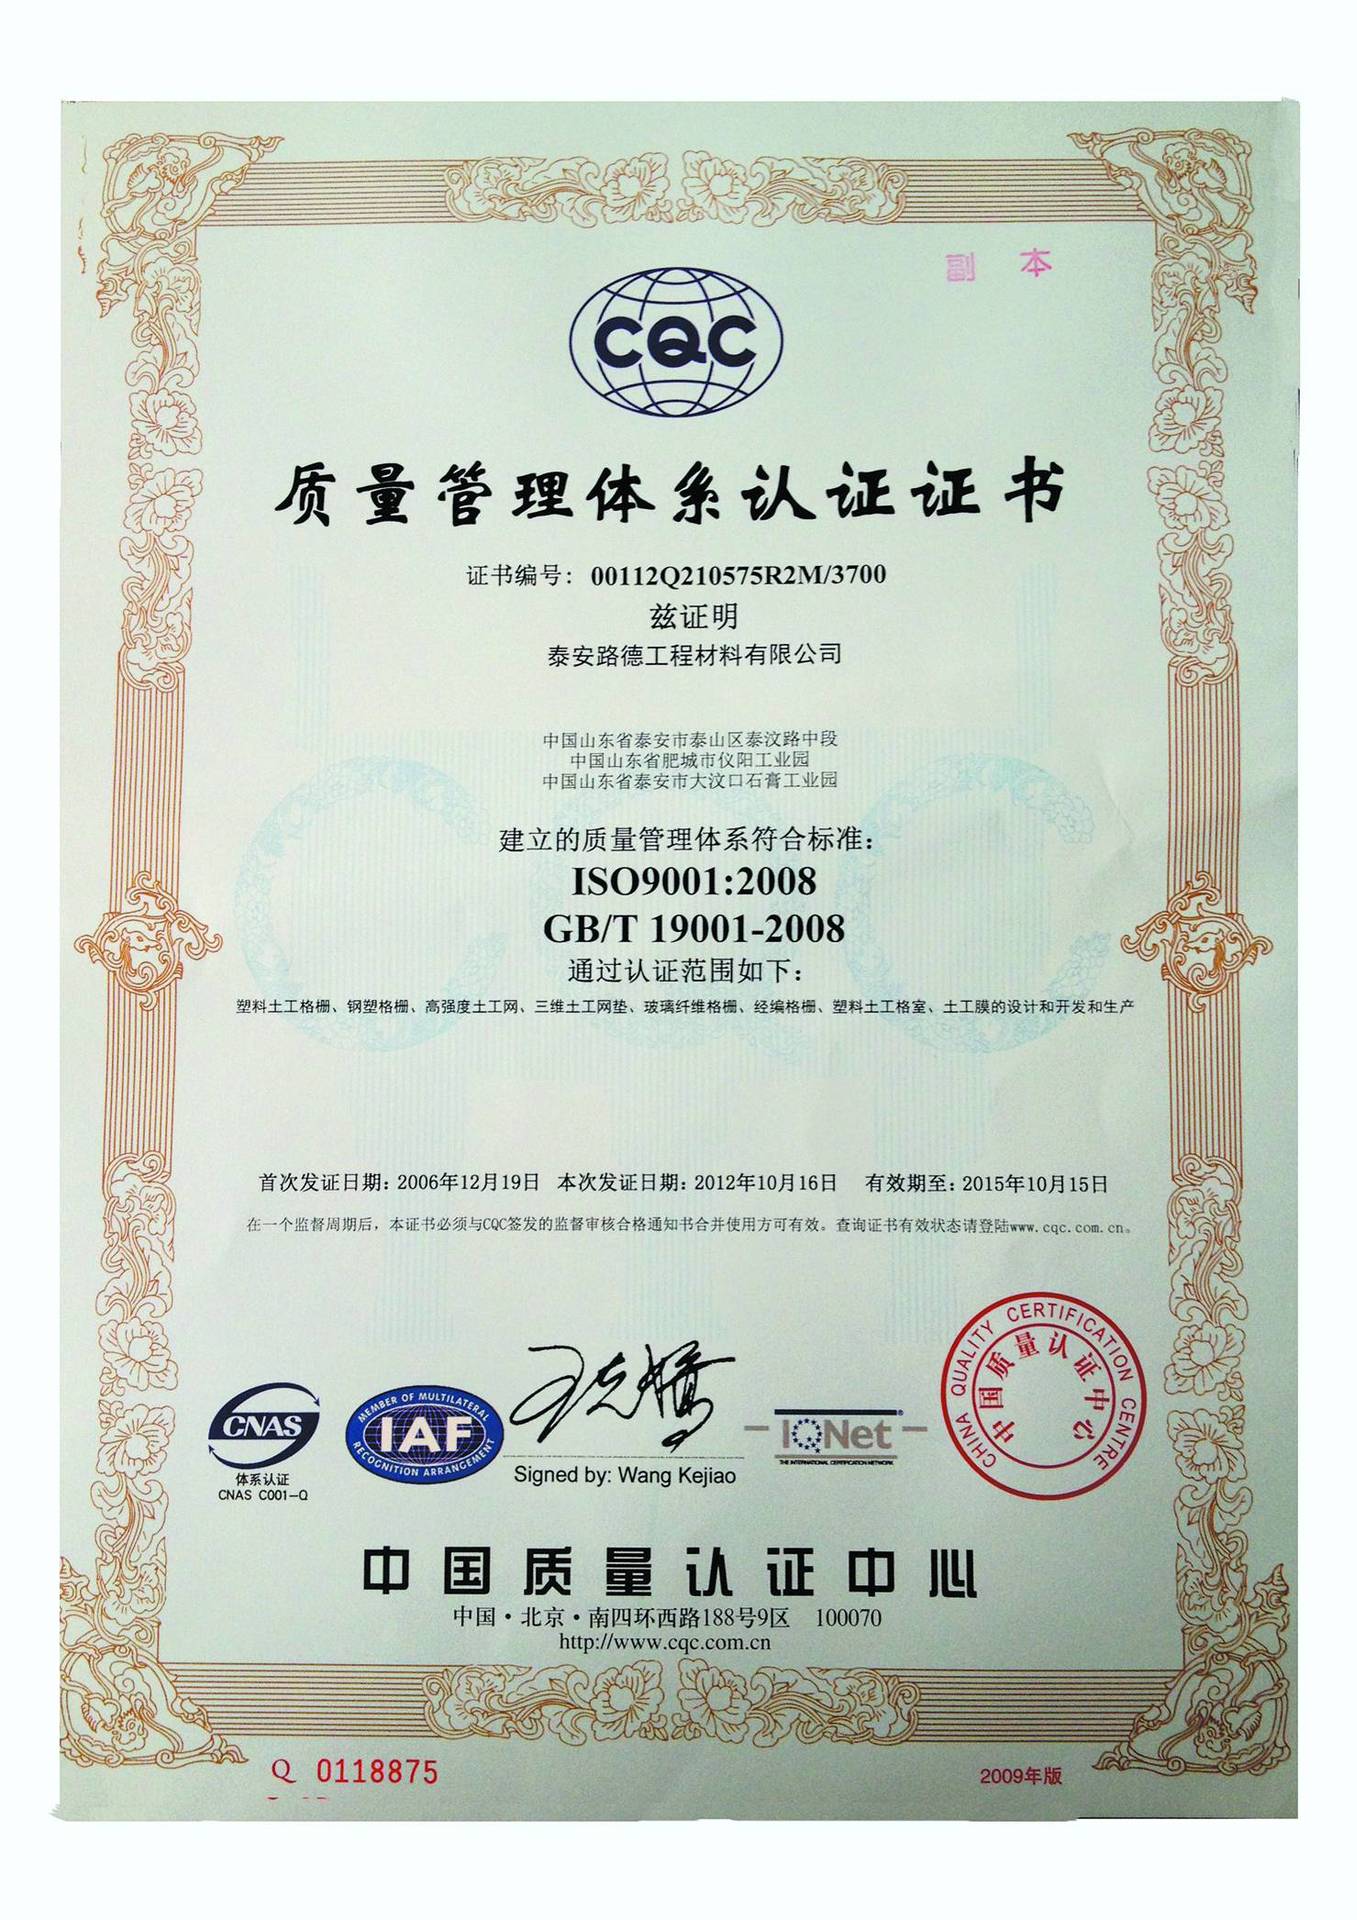 副 本
CQC
质量管理体系认证证书
证书编号：00112Q210575R2M/3700
兹证明
泰安路德工程材料有限公司
中国山东省泰安市泰山区泰汶路中段
中国山东省肥城市仪阳工业园
中国山东省泰安市大汶口石膏工业园
建立的质量管理体系符合标准：
ISO9001:2008
GB/T 19001-2008
通过认证范围如下：
塑料土工格栅、钢塑格栅、高强度土工网、三维土工网垫、玻璃纤维格栅、经编格栅、塑料土工格室、土工膜的设计和开发和生产
首次发证日期：2006年12月19日 本次发证日期：2012年10月16日 有效期至：2015年10月15日
在一个监督周期后，本证书必须与CQC签发的监督审核合格通知书合并使用方可有效。查询证书有效状态请登陆www.cqc.com.cn。
CNAS
体系认证
CNAS C001-Q
MEMBER OF MULTILATERAL
IAF
RECOGNITION ARRANGEMENT
王克娇
Signed by: Wang Kejiao
IQNet®
THE INTERNATIONAL CERTIFICATION NETWORK
CHINA QUALITY CERTIFICATION CENTRE
中国质量认证中心
中国质量认证中心
中国·北京·南四环西路188号9区 100070
http://www.cqc.com.cn
Q 0118875
2009年版